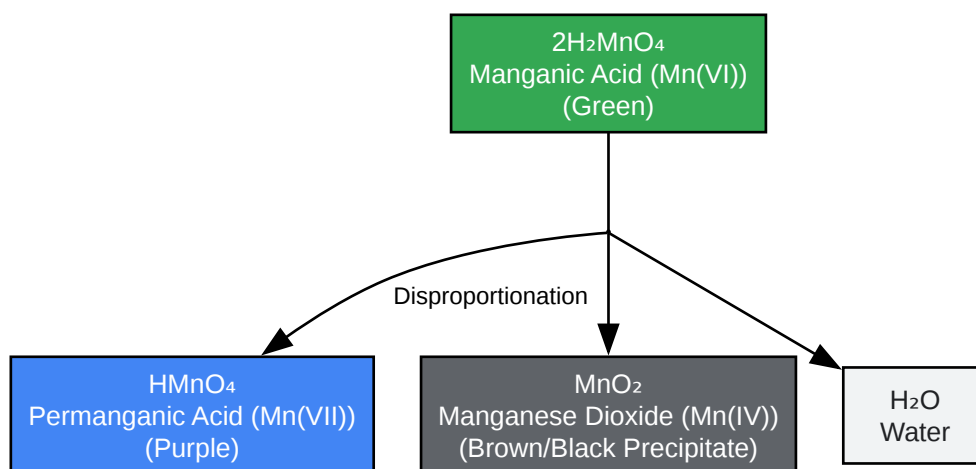 2H₂MnO₄
Manganic Acid (Mn(VI))
(Green)
Disproportionation
HMnO₄
Permanganic Acid (Mn(VII))
(Purple)
MnO₂
Manganese Dioxide (Mn(IV))
(Brown/Black Precipitate)
H₂O
Water